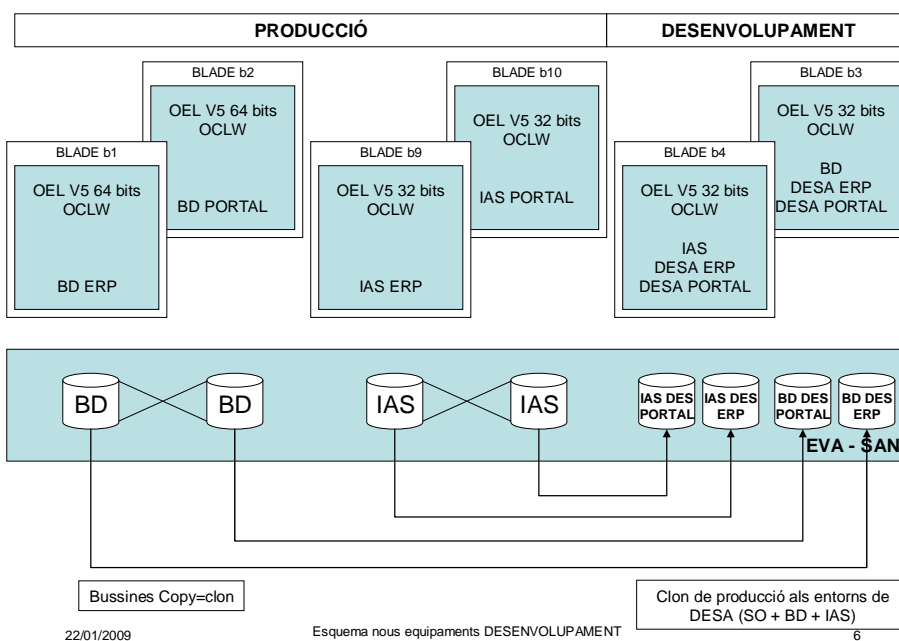 PRODUCCIÓ
DESENVOLUPAMENT
BLADE b2
OEL V5 64 bits
OCLW
BD PORTAL
BLADE b1
OEL V5 64 bits
OCLW
BD ERP
BLADE b10
OEL V5 32 bits
OCLW
IAS PORTAL
BLADE b9
OEL V5 32 bits
OCLW
IAS ERP
BLADE b3
OEL V5 32 bits
OCLW
BD
DESA ERP
DESA PORTAL
BLADE b4
OEL V5 32 bits
OCLW
IAS
DESA ERP
DESA PORTAL
BD
BD
IAS
IAS
IAS DES
PORTAL
IAS DES
ERP
BD DES
PORTAL
BD DES
ERP
EVA - SAN
Bussines Copy=clon
Clon de producció als entorns de
DESA (SO + BD + IAS)
22/01/2009
Esquema nous equipaments DESENVOLUPAMENT
6